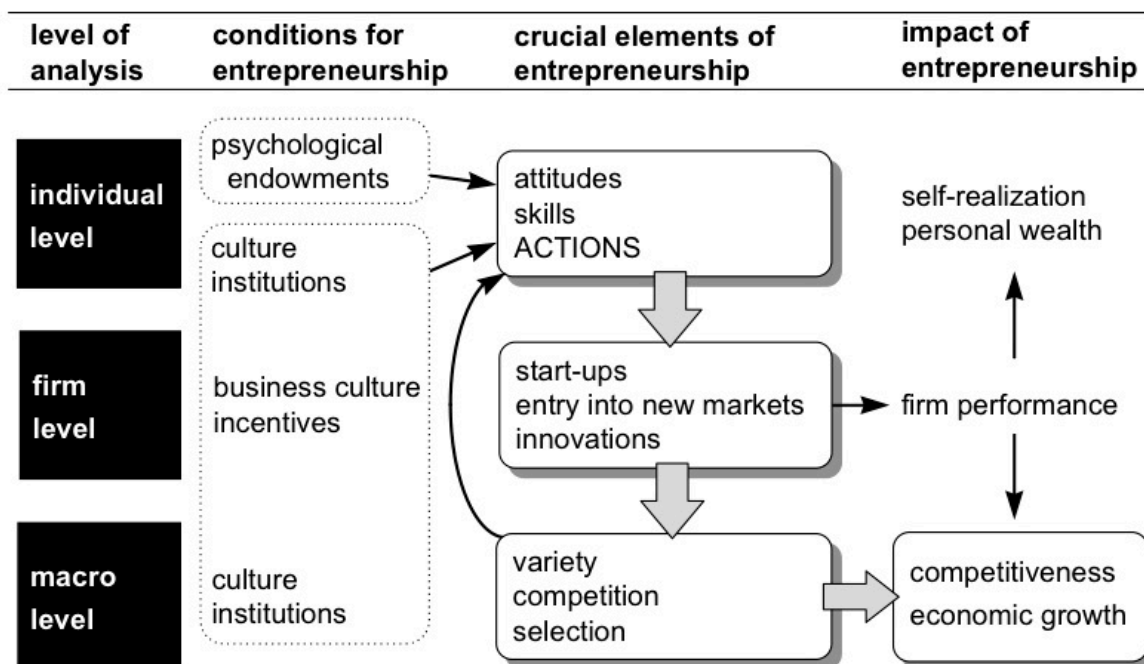 level of
analysis
conditions for
entrepreneurship
crucial elements of
entrepreneurship
impact of
entrepreneurship
individual
level
psychological
endowments
culture
institutions
attitudes
skills
ACTIONS
self-realization
personal wealth
firm
level
business culture
incentives
start-ups
entry into new markets
innovations
firm performance
macro
level
culture
institutions
variety
competition
selection
competitiveness
economic growth